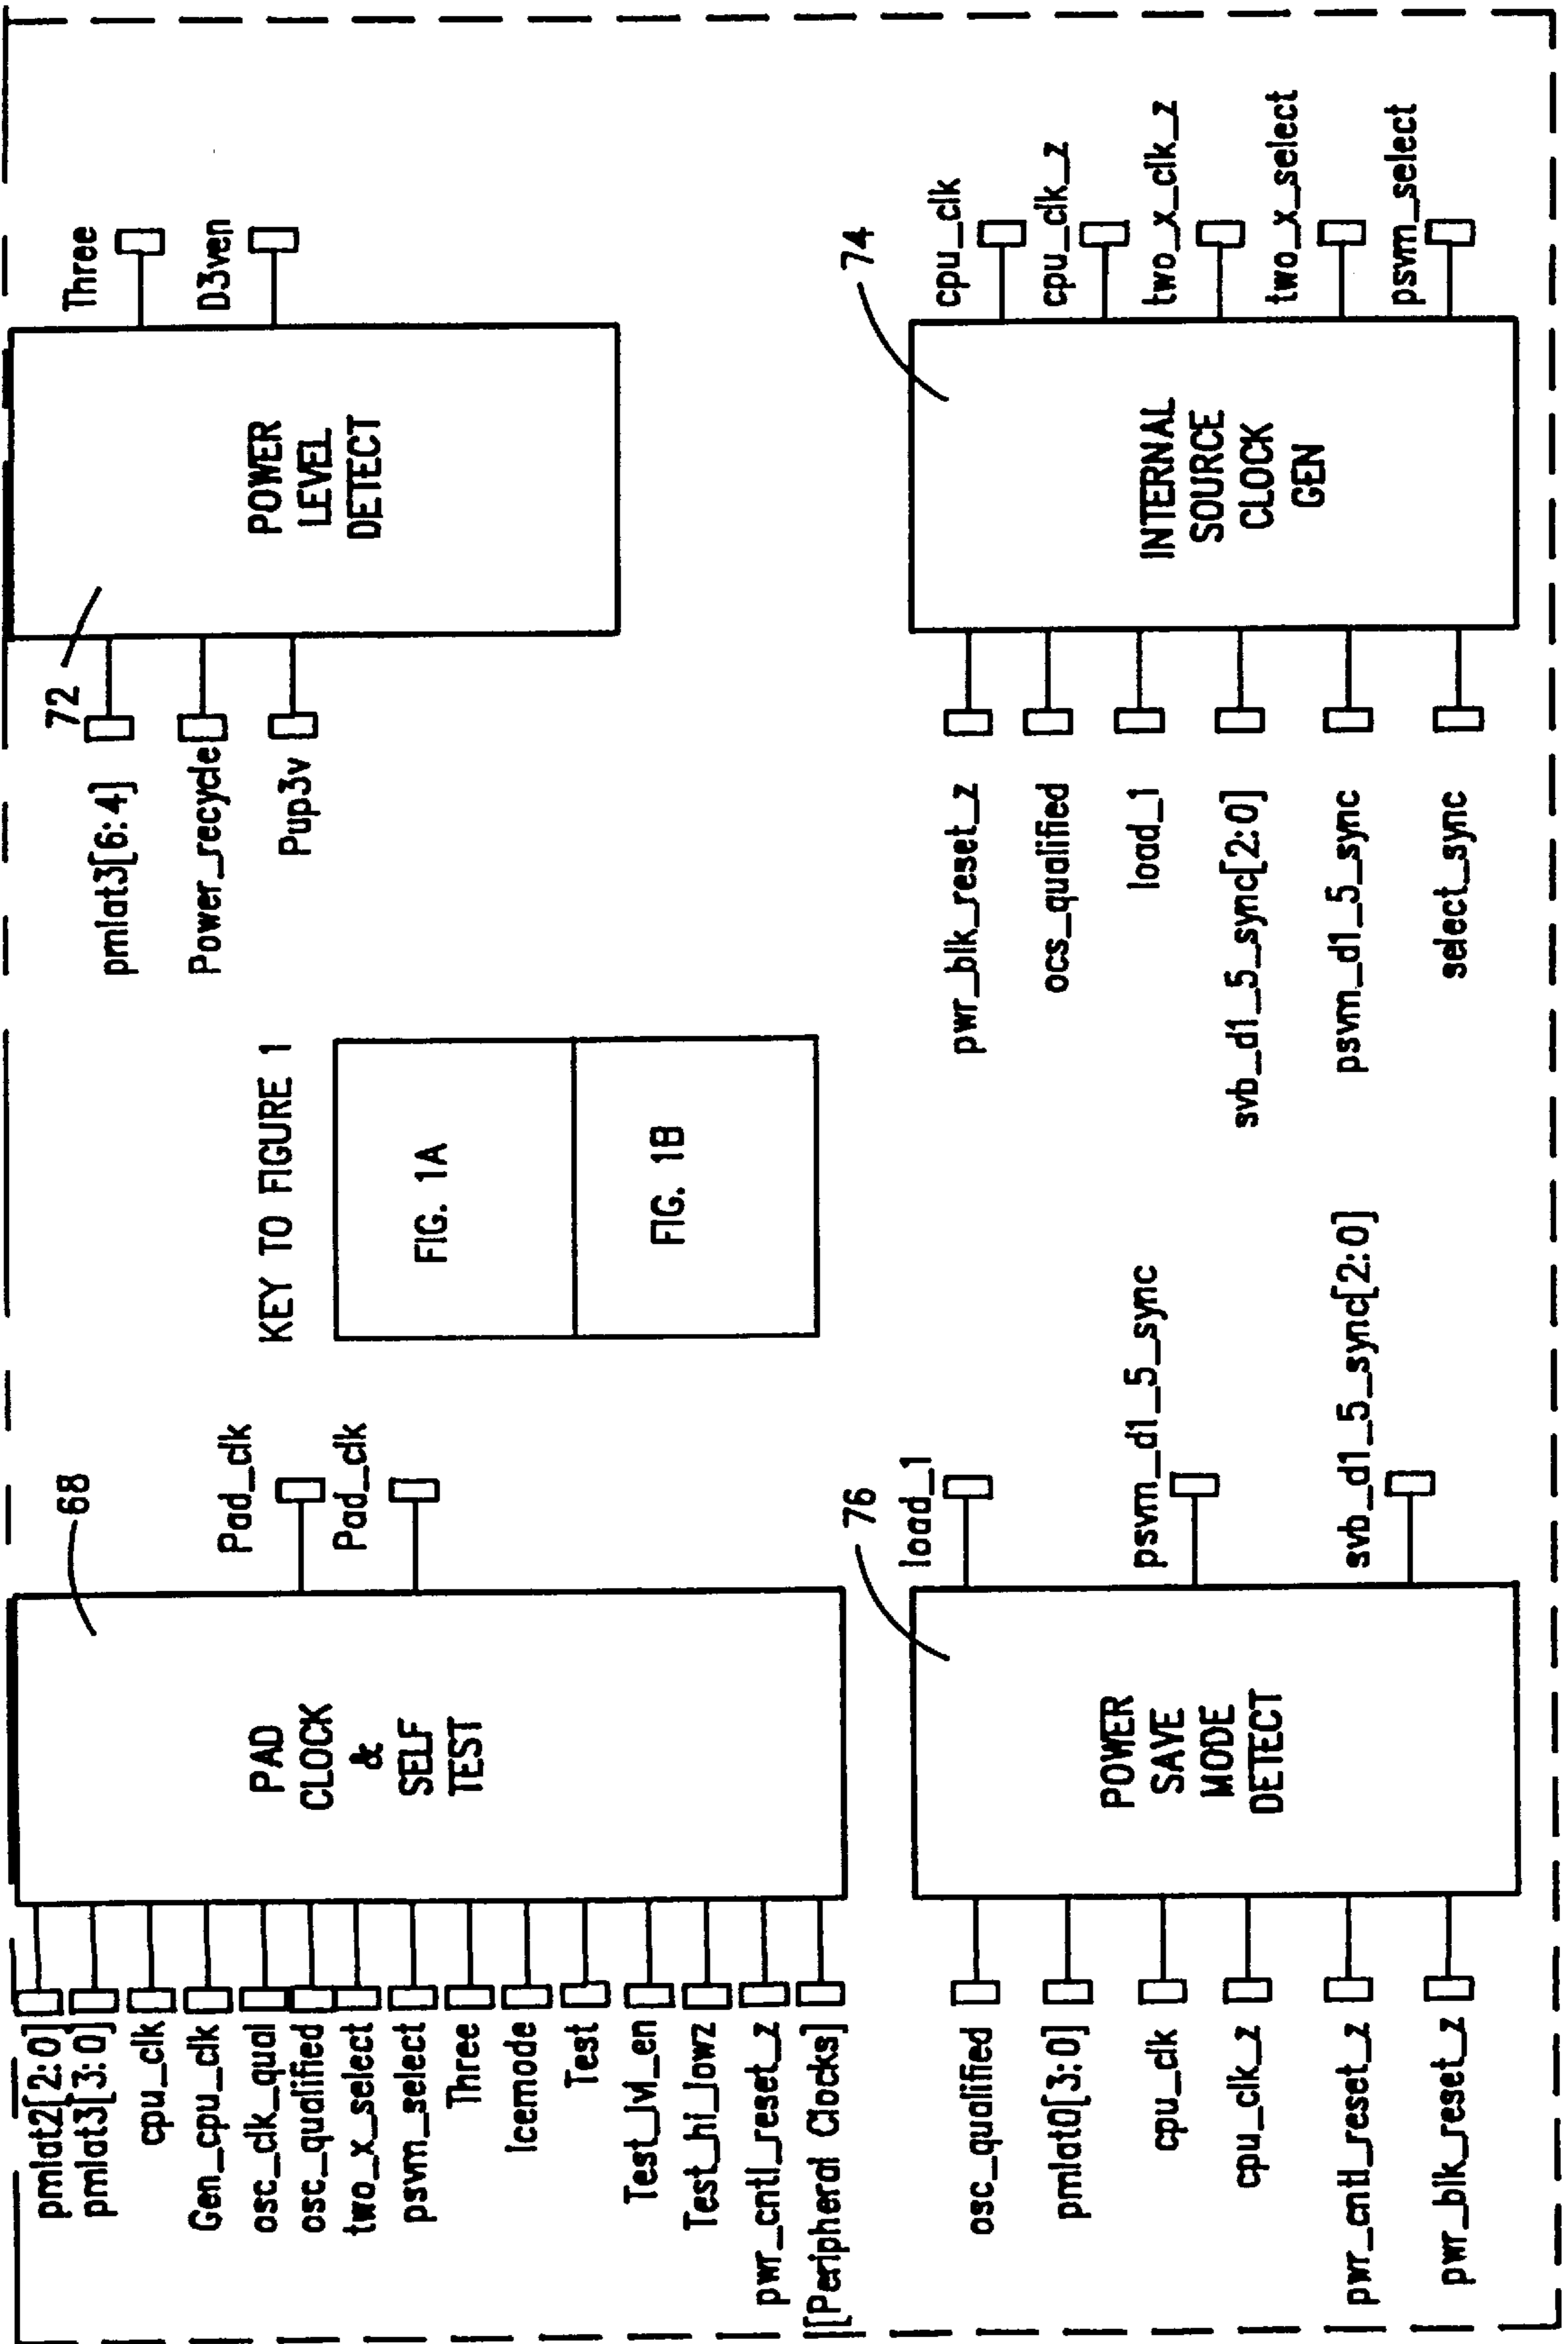 pmlat2[2:0]
pmlat3[3:0]
cpu_clk
Gen_cpu_clk
osc_clk_qual
osc_qualified
two_x_select
psvm_select
Three
Icemode
Test
Test_lvl_en
Test_hi_lowz
pwr_cntl_reset_z
[Peripheral Clocks]
PAD
CLOCK
&
SELF
TEST
68
Pad_clk
Pad_clk
KEY TO FIGURE 1
FIG. 1A
FIG. 1B
72
pmlat3[6:4]
Power_recycle
Pup3v
POWER
LEVEL
DETECT
Three
D3ven
osc_qualified
pmlat0[3:0]
cpu_clk
cpu_clk_z
pwr_cntl_reset_z
pwr_blk_reset_z
POWER
SAVE
MODE
DETECT
76
load_1
psvm_d1_5_sync
svb_d1_5_sync[2:0]
pwr_blk_reset_z
ocs_qualified
load_1
svb_d1_5_sync[2:0]
psvm_d1_5_sync
select_sync
INTERNAL
SOURCE
CLOCK
GEN
74
cpu_clk
cpu_clk_z
two_x_clk_z
two_x_select
psvm_select